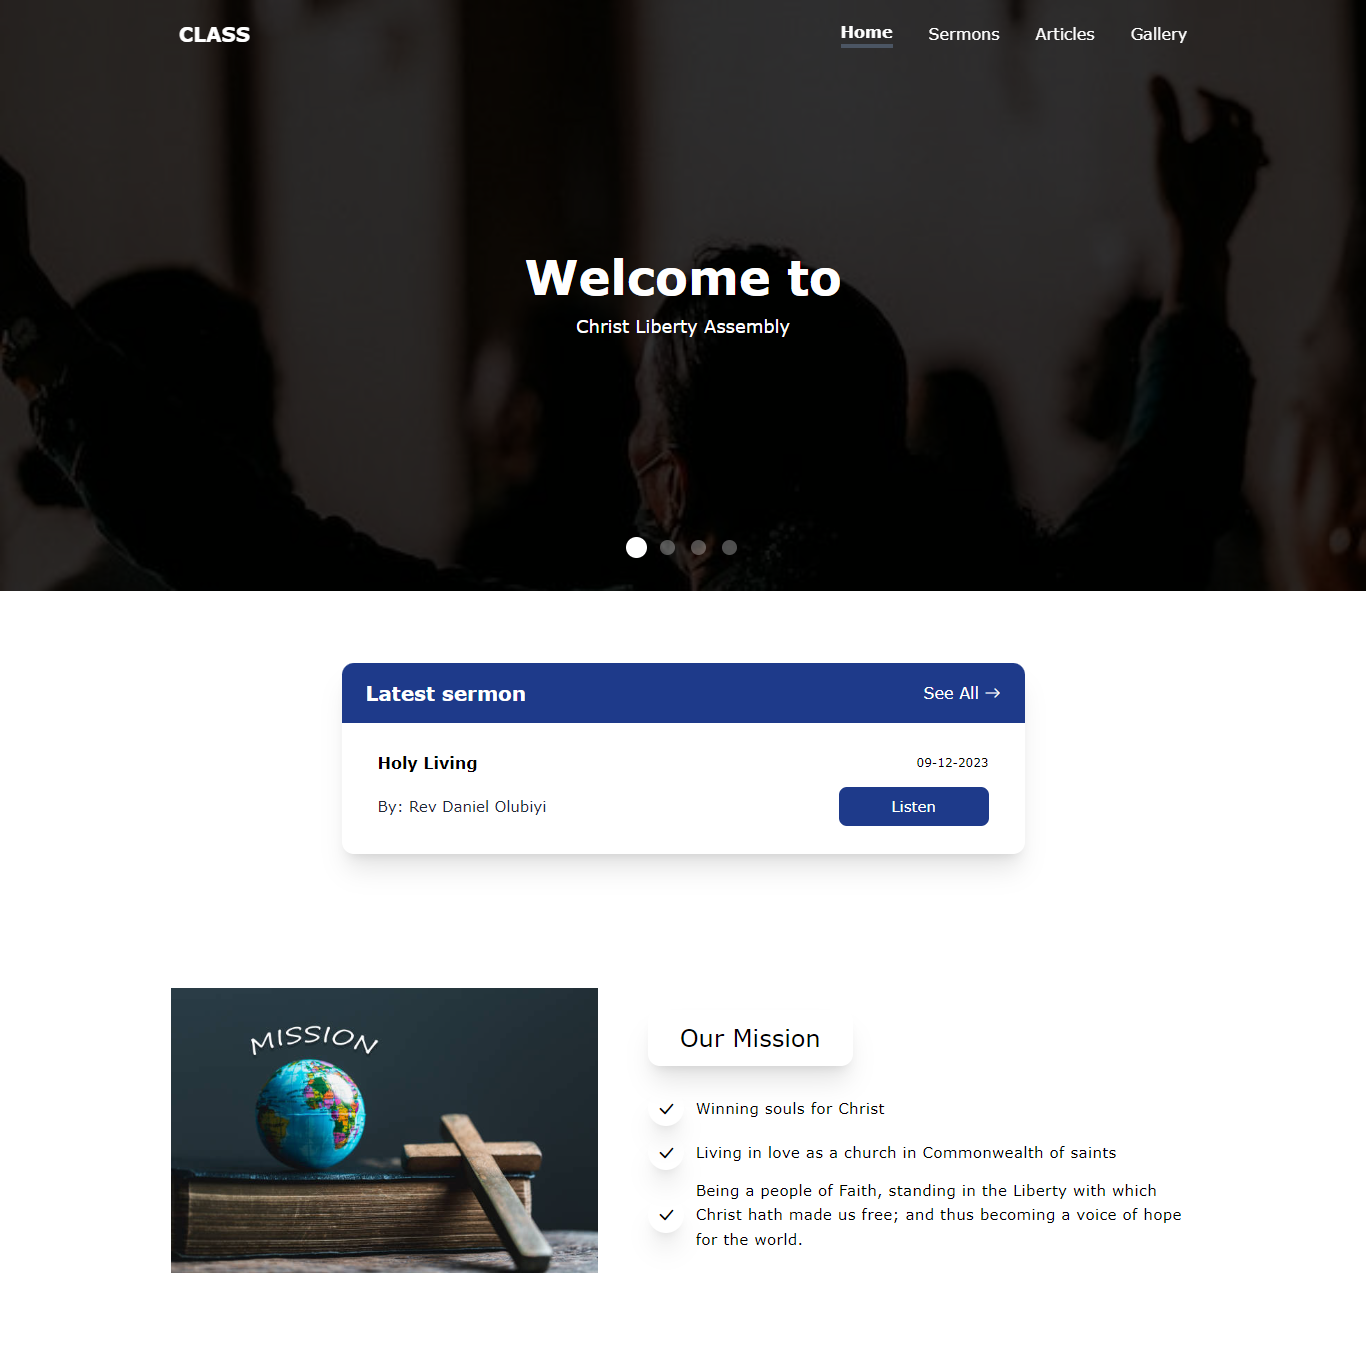 CLASS
Home Sermons Articles Gallery
Welcome to
Christ Liberty Assembly
Latest sermon
See All →
Holy Living
09-12-2023
By: Rev Daniel Olubiyi
Listen
MISSION
Our Mission
Winning souls for Christ
Living in love as a church in Commonwealth of saints
Being a people of Faith, standing in the Liberty with which
Christ hath made us free; and thus becoming a voice of hope
for the world.